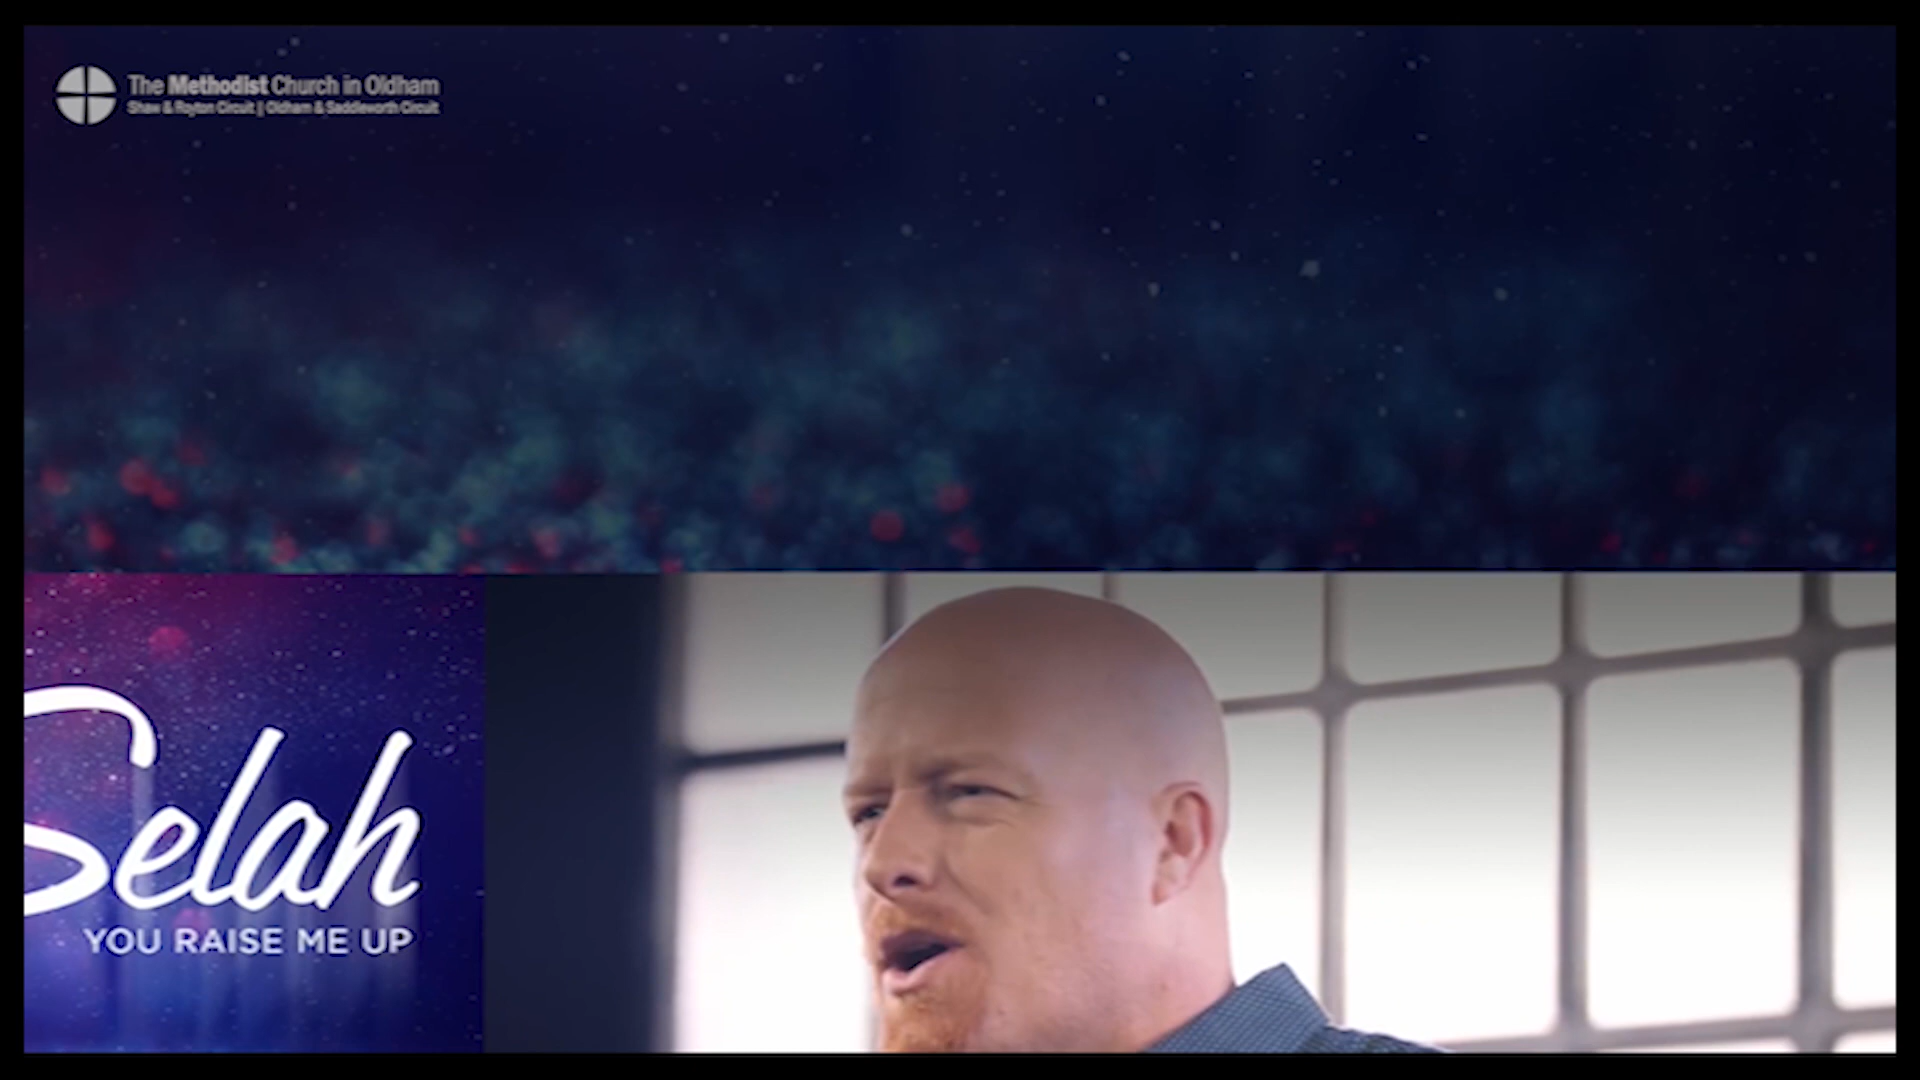 The Methodist Church in Oldham
Shaw & Royton Circuit | Oldham & Saddleworth Circuit
Selah
YOU RAISE ME UP